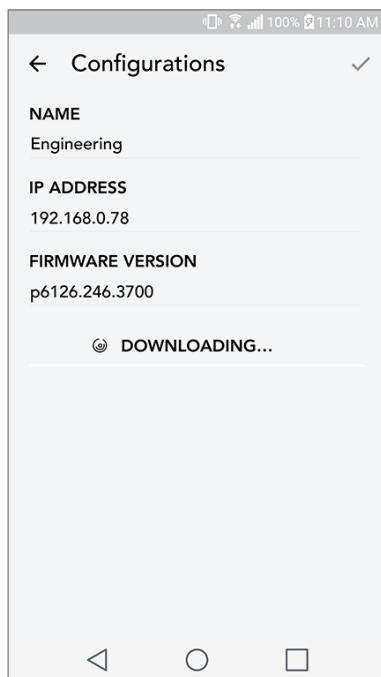 100% 11:10 AM
Configurations
NAME
Engineering
IP ADDRESS
192.168.0.78
FIRMWARE VERSION
p6126.246.3700
DOWNLOADING...